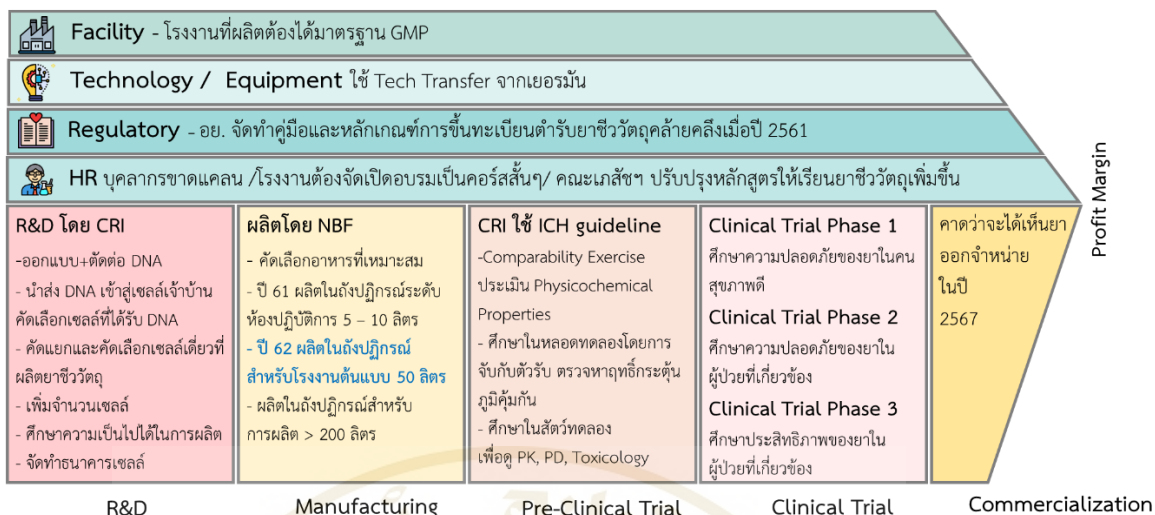 Facility - โรงงานที่ผลิตต้องได้มาตรฐาน GMP
Technology / Equipment ใช้ Tech Transfer จากเยอรมัน
Regulatory - อย. จัดทำคู่มือและหลักเกณฑ์การขึ้นทะเบียนตำรับยาชีววัตถุคล้ายคลึงเมื่อปี 2561
HR บุคลากรขาดแคลน /โรงงานต้องจัดเปิดอบรมเป็นคอร์สสั้นๆ/ คณะเภสัชฯ ปรับปรุงหลักสูตรให้เรียนยาชีววัตถุเพิ่มขึ้น
Profit Margin
R&D โดย CRI
-ออกแบบ+ตัดต่อ DNA
- นำส่ง DNA เข้าสู่เซลล์เจ้าบ้าน
คัดเลือกเซลล์ที่ได้รับ DNA
- คัดแยกและคัดเลือกเซลล์เดี่ยวที่
ผลิตยาชีววัตถุ
- เพิ่มจำนวนเซลล์
- ศึกษาความเป็นไปได้ในการผลิต
- จัดทำธนาคารเซลล์
ผลิตโดย NBF
- คัดเลือกอาหารที่เหมาะสม
- ปี 61 ผลิตในถังปฏิกรณ์ระดับ
ห้องปฏิบัติการ 5 – 10 ลิตร
- ปี 62 ผลิตในถังปฏิกรณ์
สำหรับโรงงานต้นแบบ 50 ลิตร
- ผลิตในถังปฏิกรณ์สำหรับ
การผลิต > 200 ลิตร
CRI ใช้ ICH guideline
-Comparability Exercise
ประเมิน Physicochemical
Properties
- ศึกษาในหลอดทดลองโดยการ
จับกับตัวรับ ตรวจหาฤทธิ์กระตุ้น
ภูมิคุ้มกัน
- ศึกษาในสัตว์ทดลอง
เพื่อดู PK, PD, Toxicology
Clinical Trial Phase 1
ศึกษาความปลอดภัยของยาในคน
สุขภาพดี
Clinical Trial Phase 2
ศึกษาความปลอดภัยของยาใน
ผู้ป่วยที่เกี่ยวข้อง
Clinical Trial Phase 3
ศึกษาประสิทธิภาพของยาใน
ผู้ป่วยที่เกี่ยวข้อง
คาดว่าจะได้เห็นยา
ออกจำหน่าย
ในปี
2567
R&D
Manufacturing
Pre-Clinical Trial
Clinical Trial
Commercialization